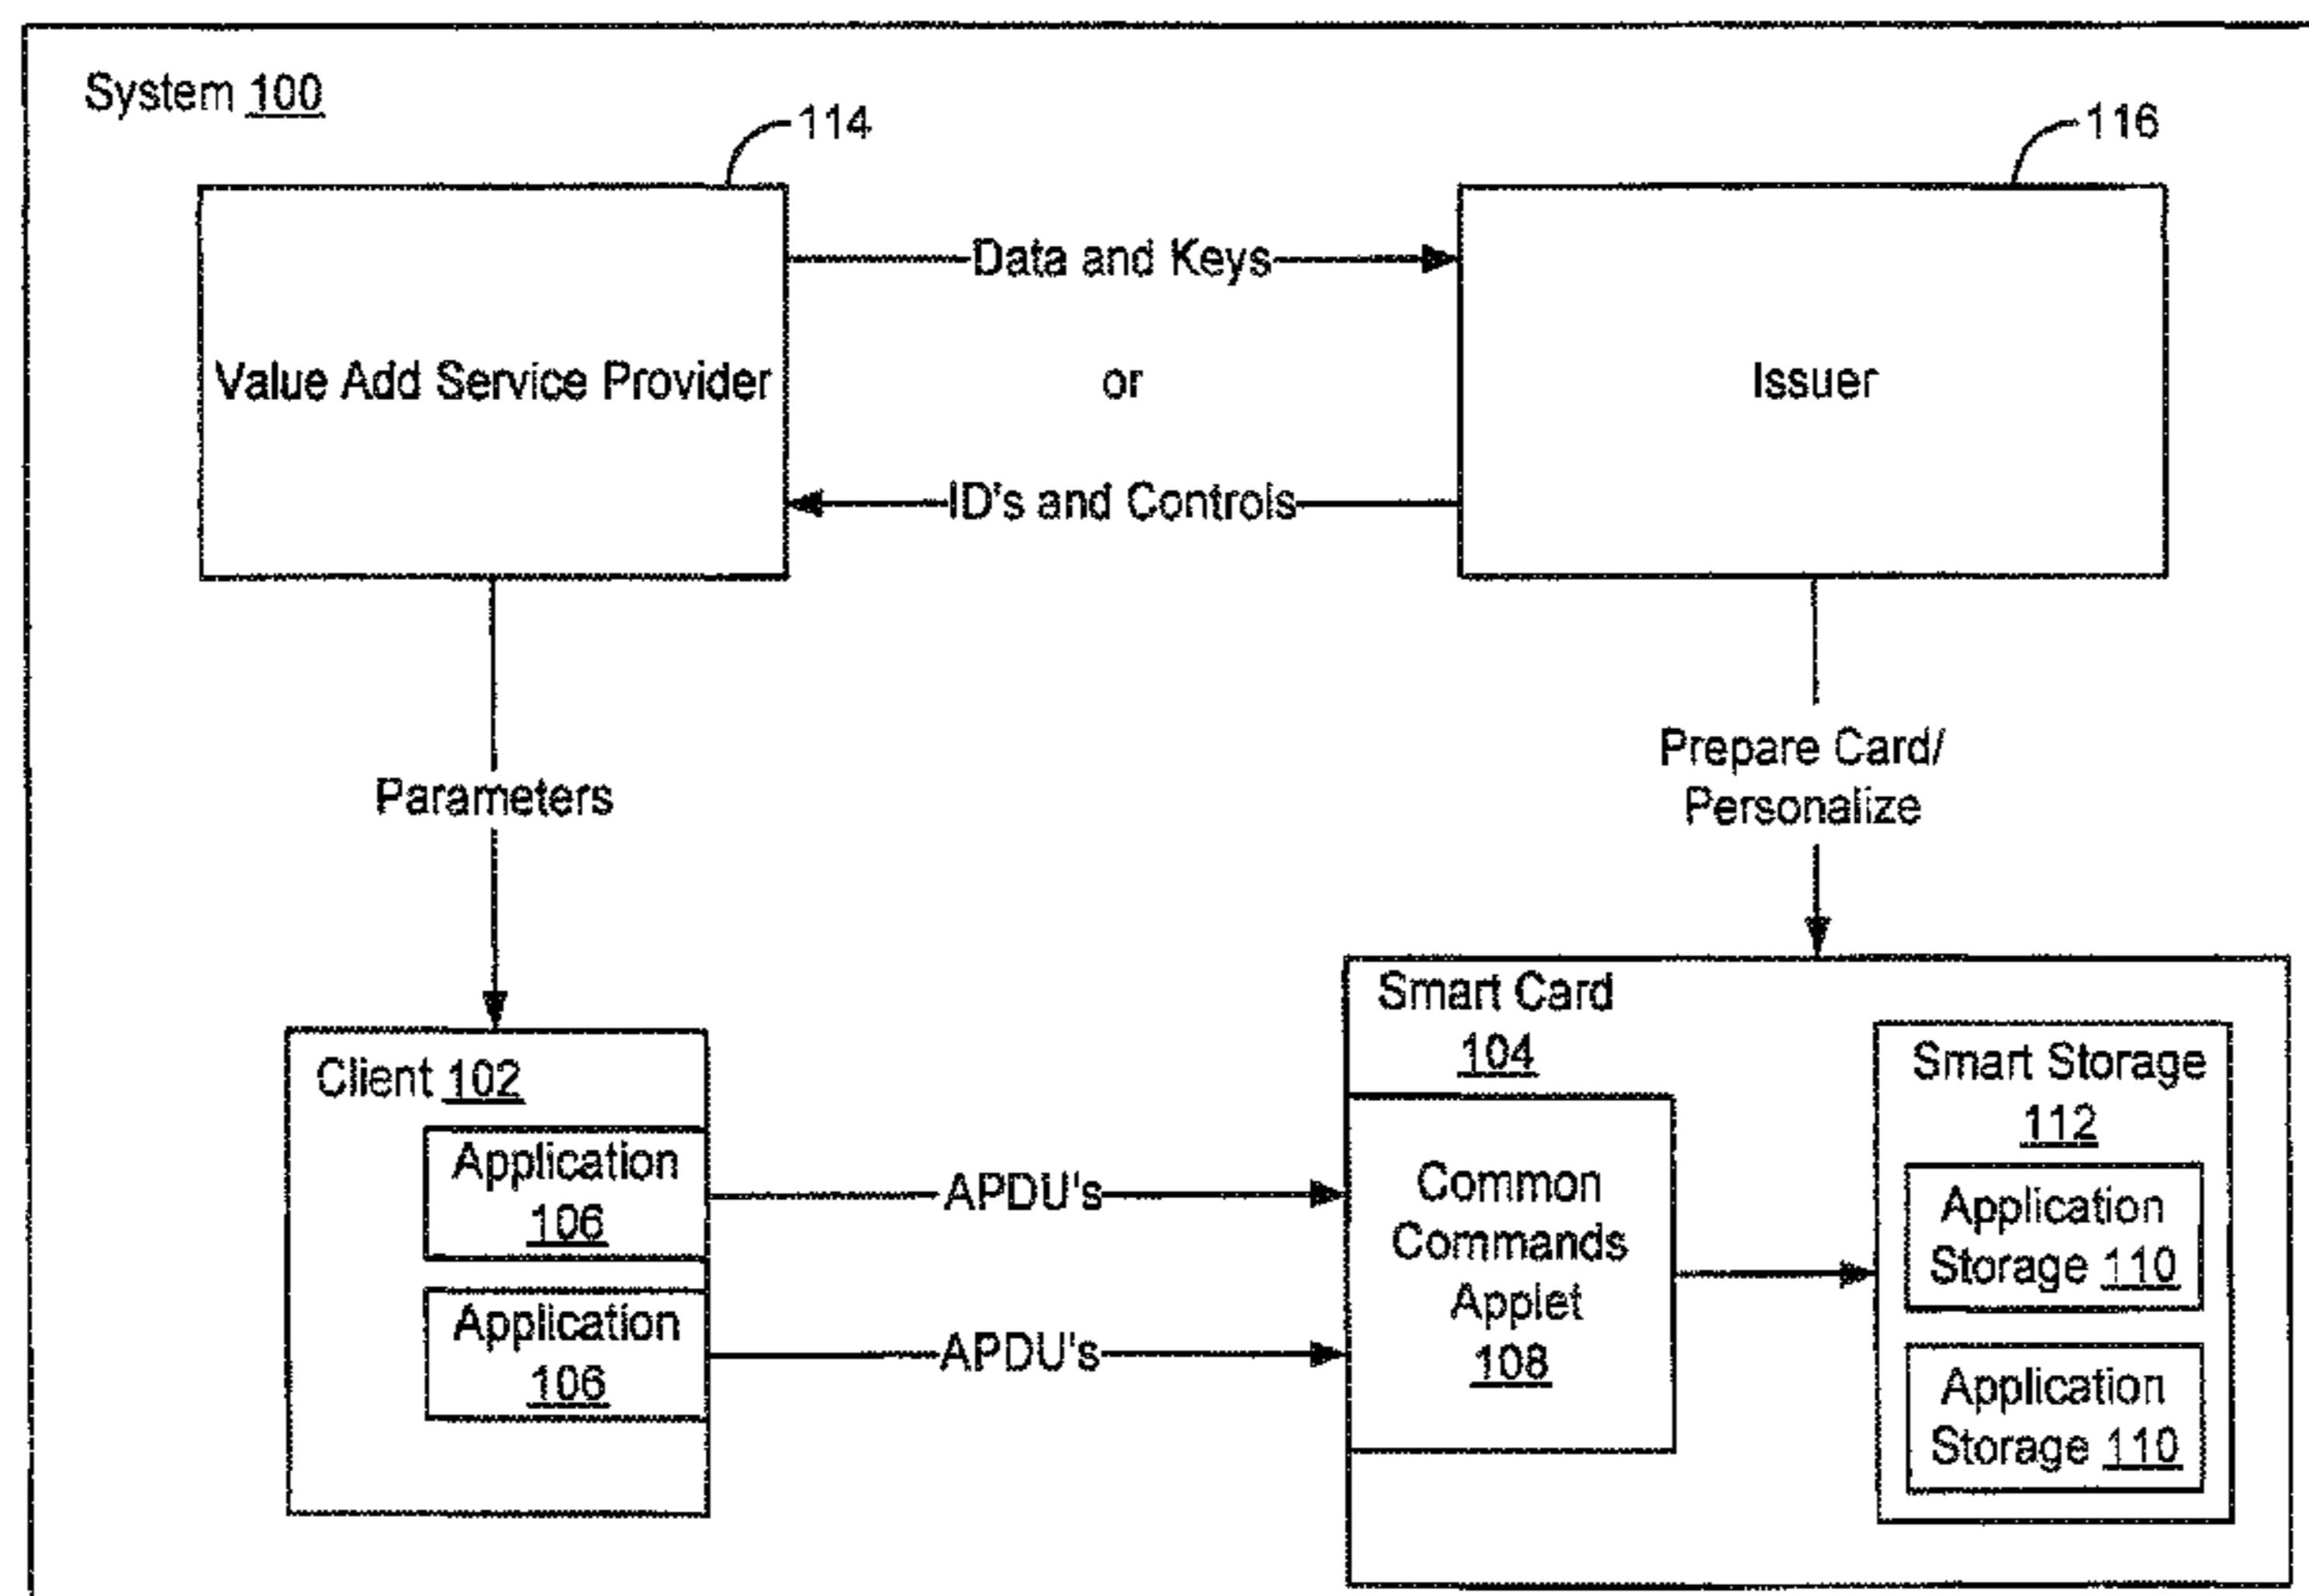 System 100
114
116
Data and Keys
Value Add Service Provider
or
Issuer
ID's and Controls
Parameters
Prepare Card/
Personalize
Client 102
Application
106
Application
106
APDU's
APDU's
Smart Card
104
Common
Commands
Applet
108
Smart Storage
112
Application
Storage 110
Application
Storage 110